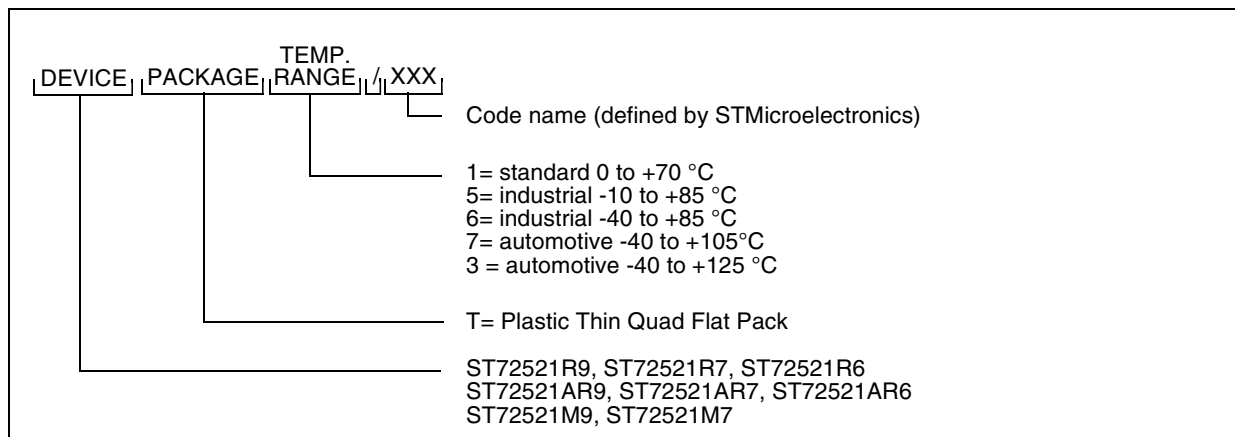 TEMP.
DEVICE PACKAGE RANGE / XXX
Code name (defined by STMicroelectronics)
1= standard 0 to +70 °C
5= industrial -10 to +85 °C
6= industrial -40 to +85 °C
7= automotive -40 to +105°C
3 = automotive -40 to +125 °C
T= Plastic Thin Quad Flat Pack
ST72521R9, ST72521R7, ST72521R6
ST72521AR9, ST72521AR7, ST72521AR6
ST72521M9, ST72521M7